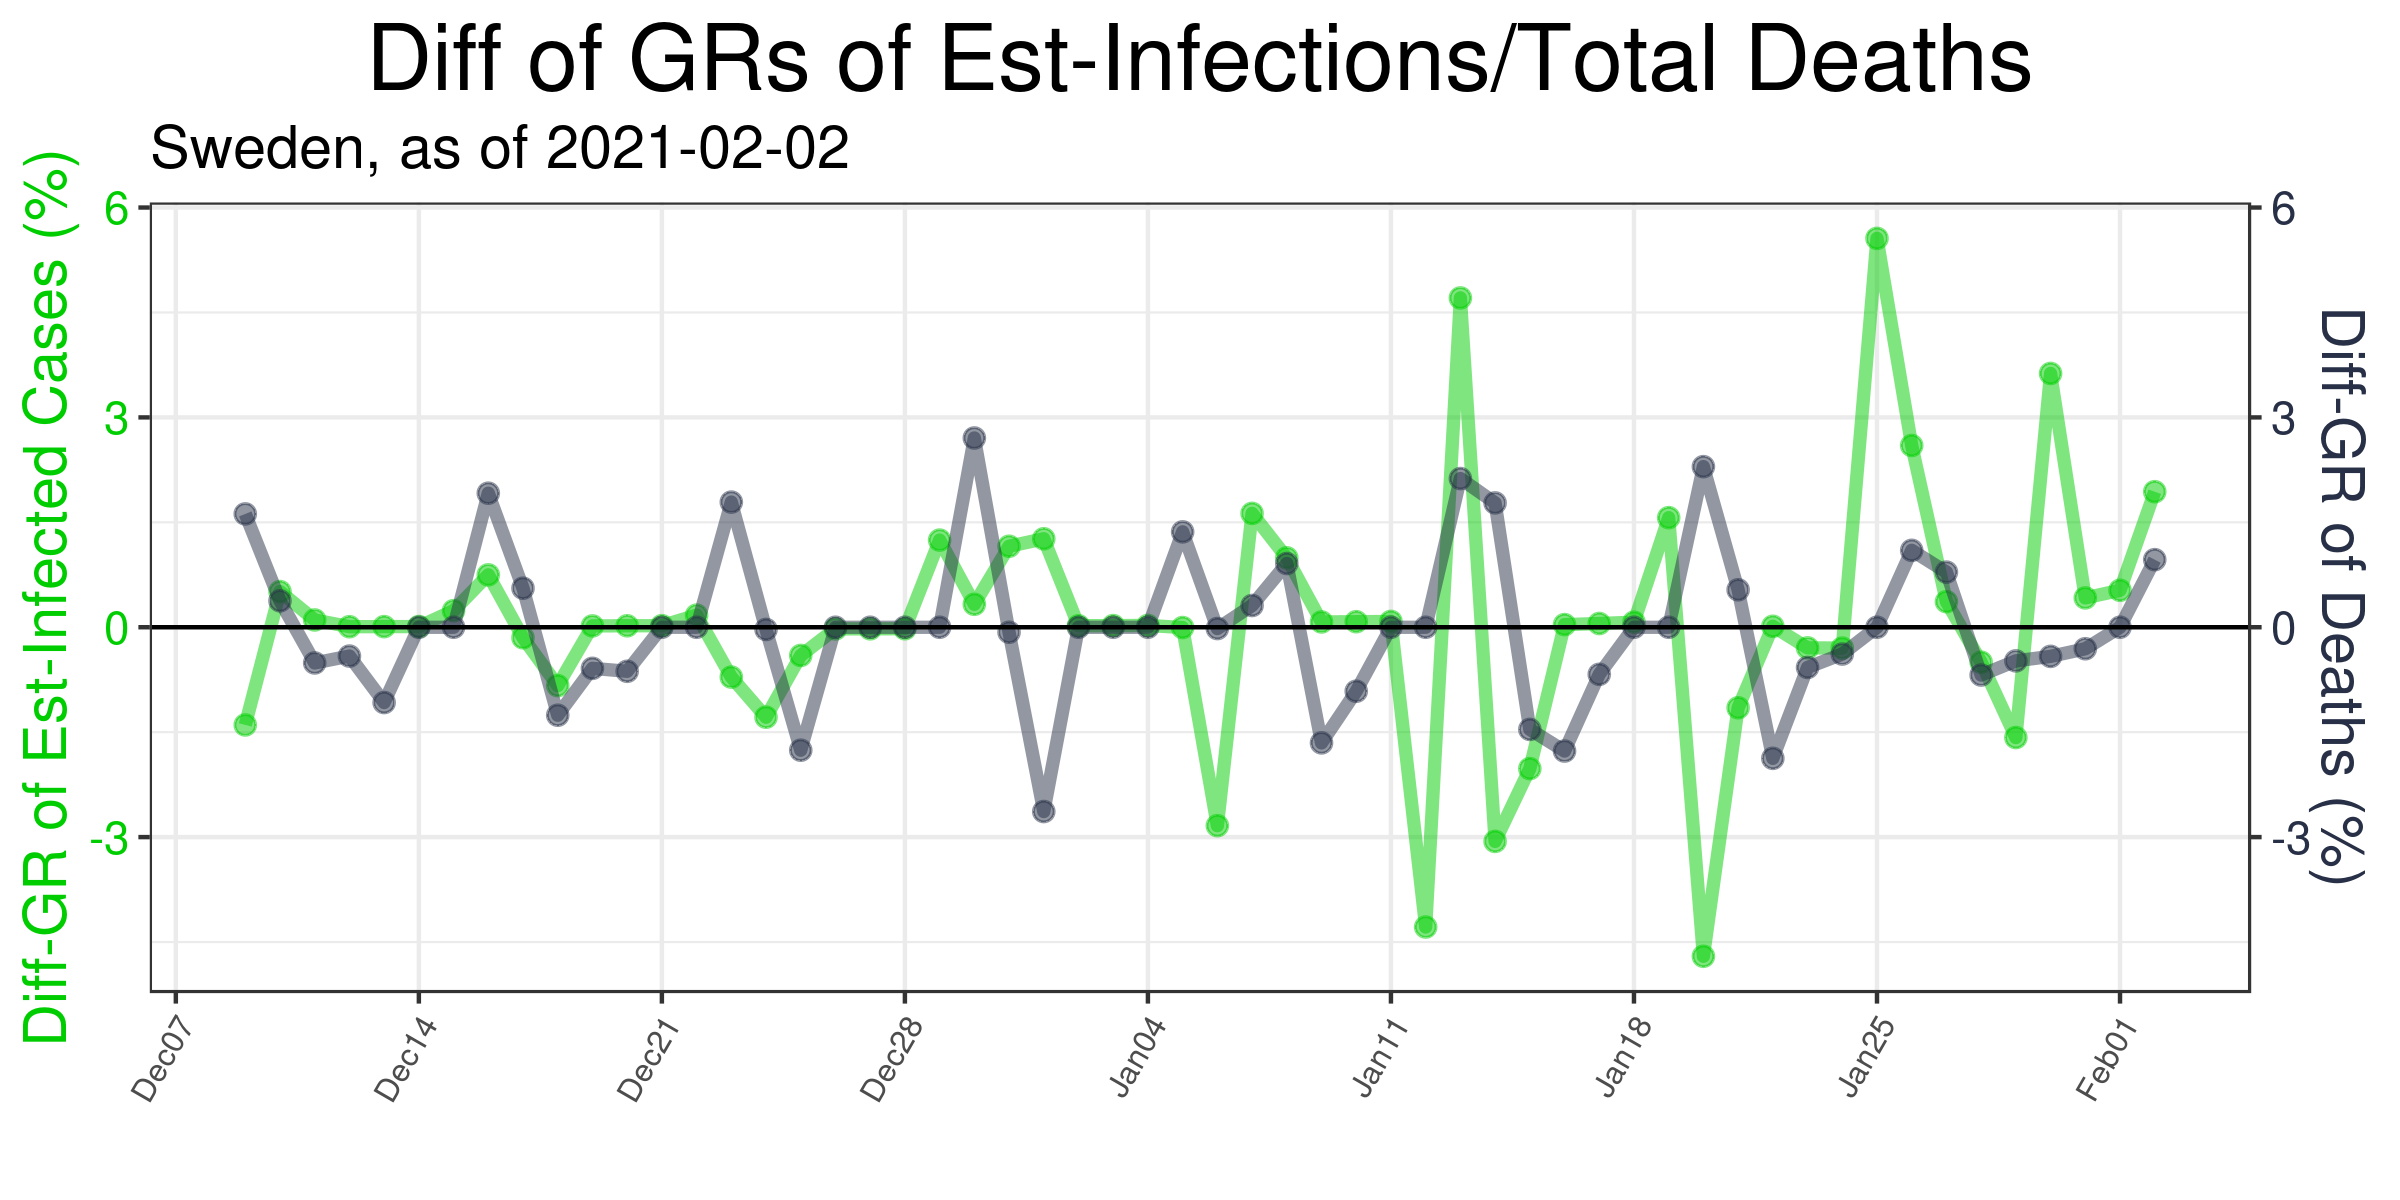 Diff of GRs of Est-Infections/Total Deaths
Sweden, as of 2021-02-02
Diff-GR of Est-Infected Cases (%)
6
3
0
-3
6
3
0
-3
Diff-GR of Deaths (%)
Dec07
Dec14
Dec21
Dec28
Jan04
Jan11
Jan18
Jan25
Feb01